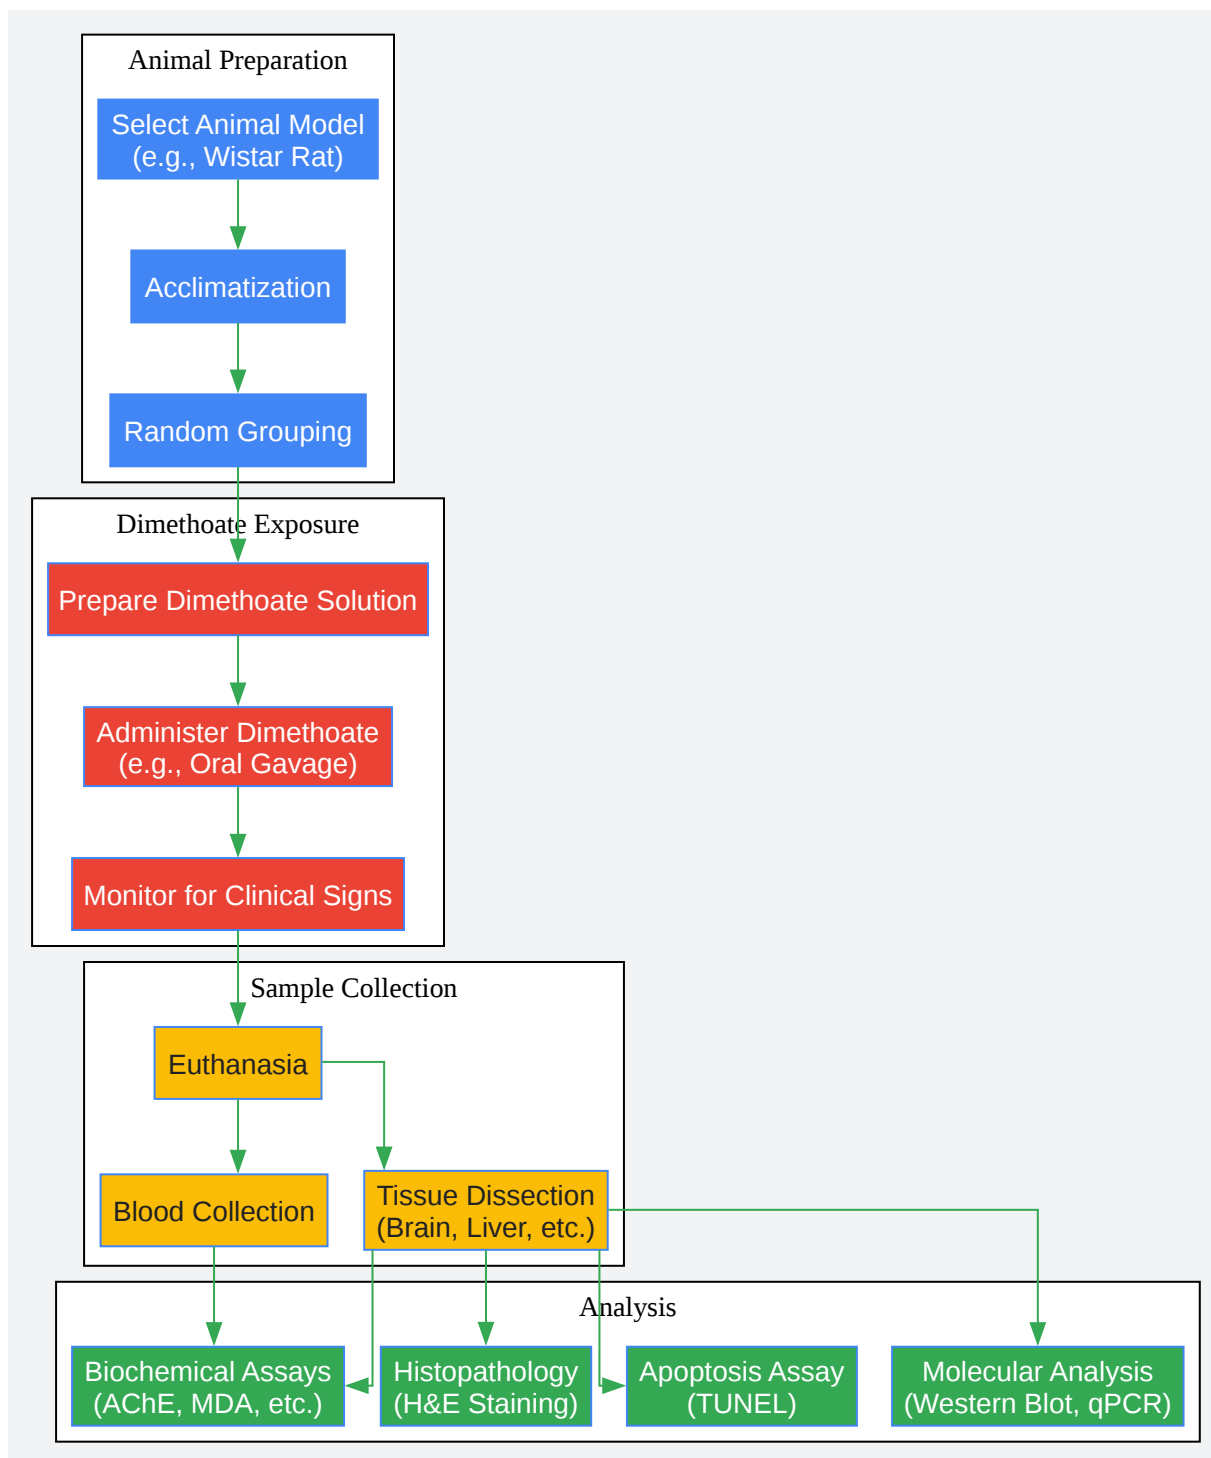 Animal Preparation
Select Animal Model
(e.g., Wistar Rat)
Acclimatization
Random Grouping
Dimethoate Exposure
Prepare Dimethoate Solution
Administer Dimethoate
(e.g., Oral Gavage)
Monitor for Clinical Signs
Sample Collection
Euthanasia
Blood Collection
Tissue Dissection
(Brain, Liver, etc.)
Analysis
Biochemical Assays
(AChE, MDA, etc.)
Histopathology
(H&E Staining)
Apoptosis Assay
(TUNEL)
Molecular Analysis
(Western Blot, qPCR)